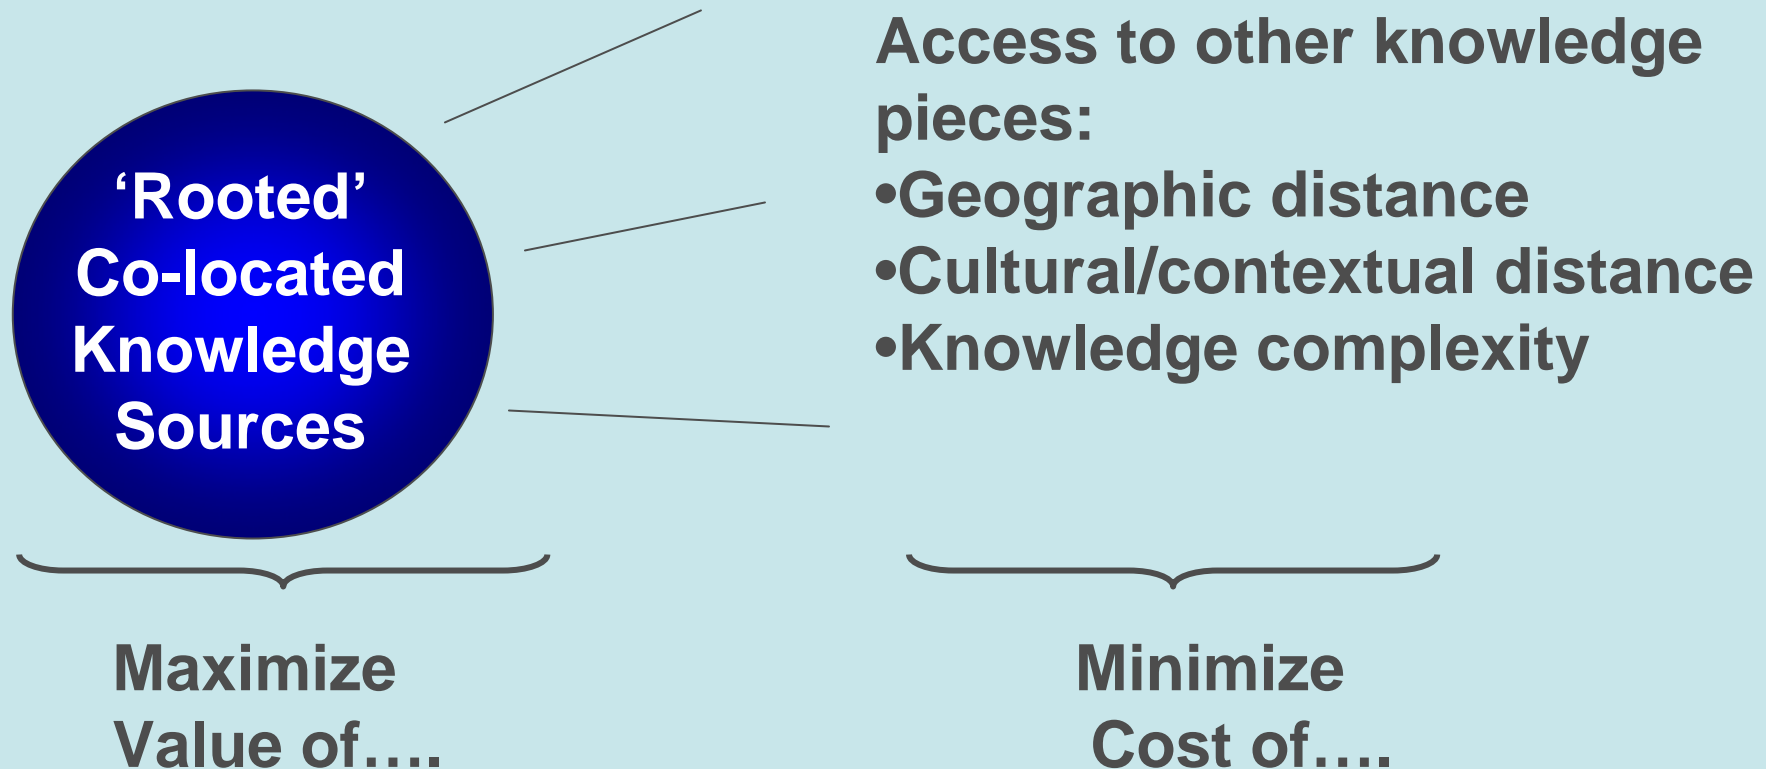 ‘Rooted’
Co-located
Knowledge
Sources
Access to other knowledge
pieces:
•Geographic distance
•Cultural/contextual distance
•Knowledge complexity
Maximize
Value of….
Minimize
Cost of….